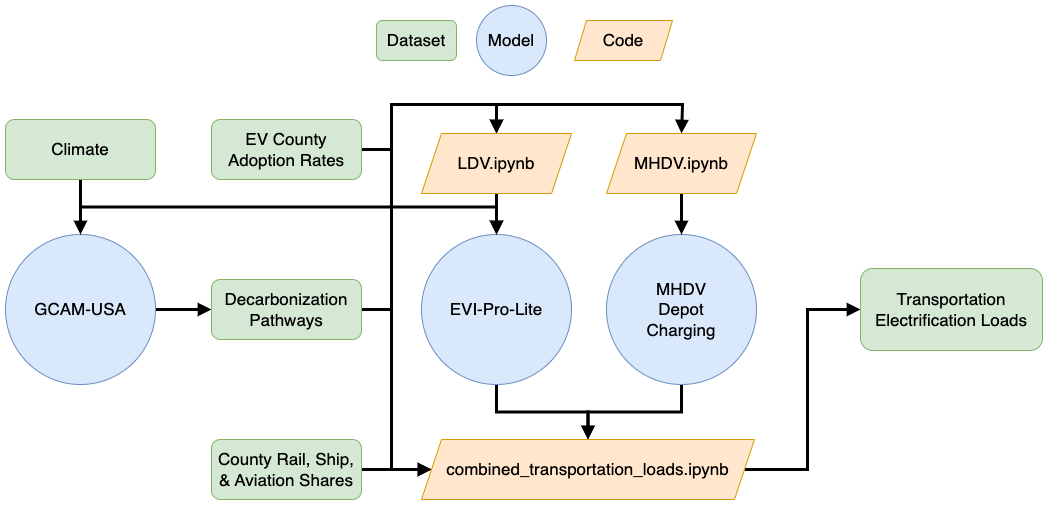 Dataset
Model
Code
Climate
EV County
Adoption Rates
LDV.ipynb
MHDV.ipynb
GCAM-USA
Decarbonization
Pathways
EVI-Pro-Lite
MHDV
Depot
Charging
Transportation
Electrification Loads
County Rail, Ship,
& Aviation Shares
combined_transportation_loads.ipynb